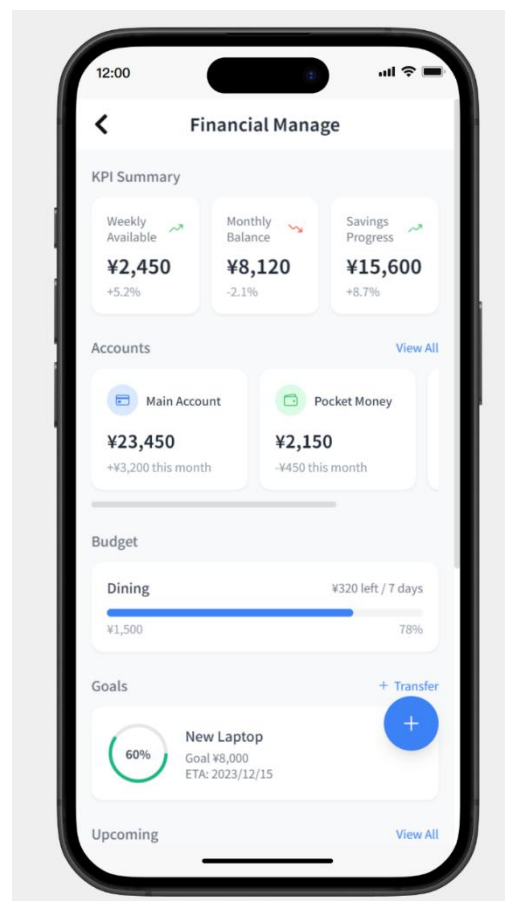 12:00
Financial Manage
KPI Summary
Weekly
Available
¥2,450
+5.2%
Monthly
Balance
¥8,120
-2.1%
Savings
Progress
¥15,600
+8.7%
Accounts
View All
Main Account
¥23,450
+¥3,200 this month
Pocket Money
¥2,150
-¥450 this month
Budget
Dining
¥320 left / 7 days
¥1,500
78%
Goals
+ Transfer
60%
New Laptop
Goal ¥8,000
ETA: 2023/12/15
+
Upcoming
View All